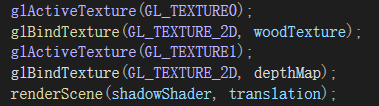 glActiveTexture(GL_TEXTURE0);
glBindTexture(GL_TEXTURE_2D, woodTexture);
glActiveTexture(GL_TEXTURE1);
glBindTexture(GL_TEXTURE_2D, depthMap);
renderScene(shadowShader, translation);